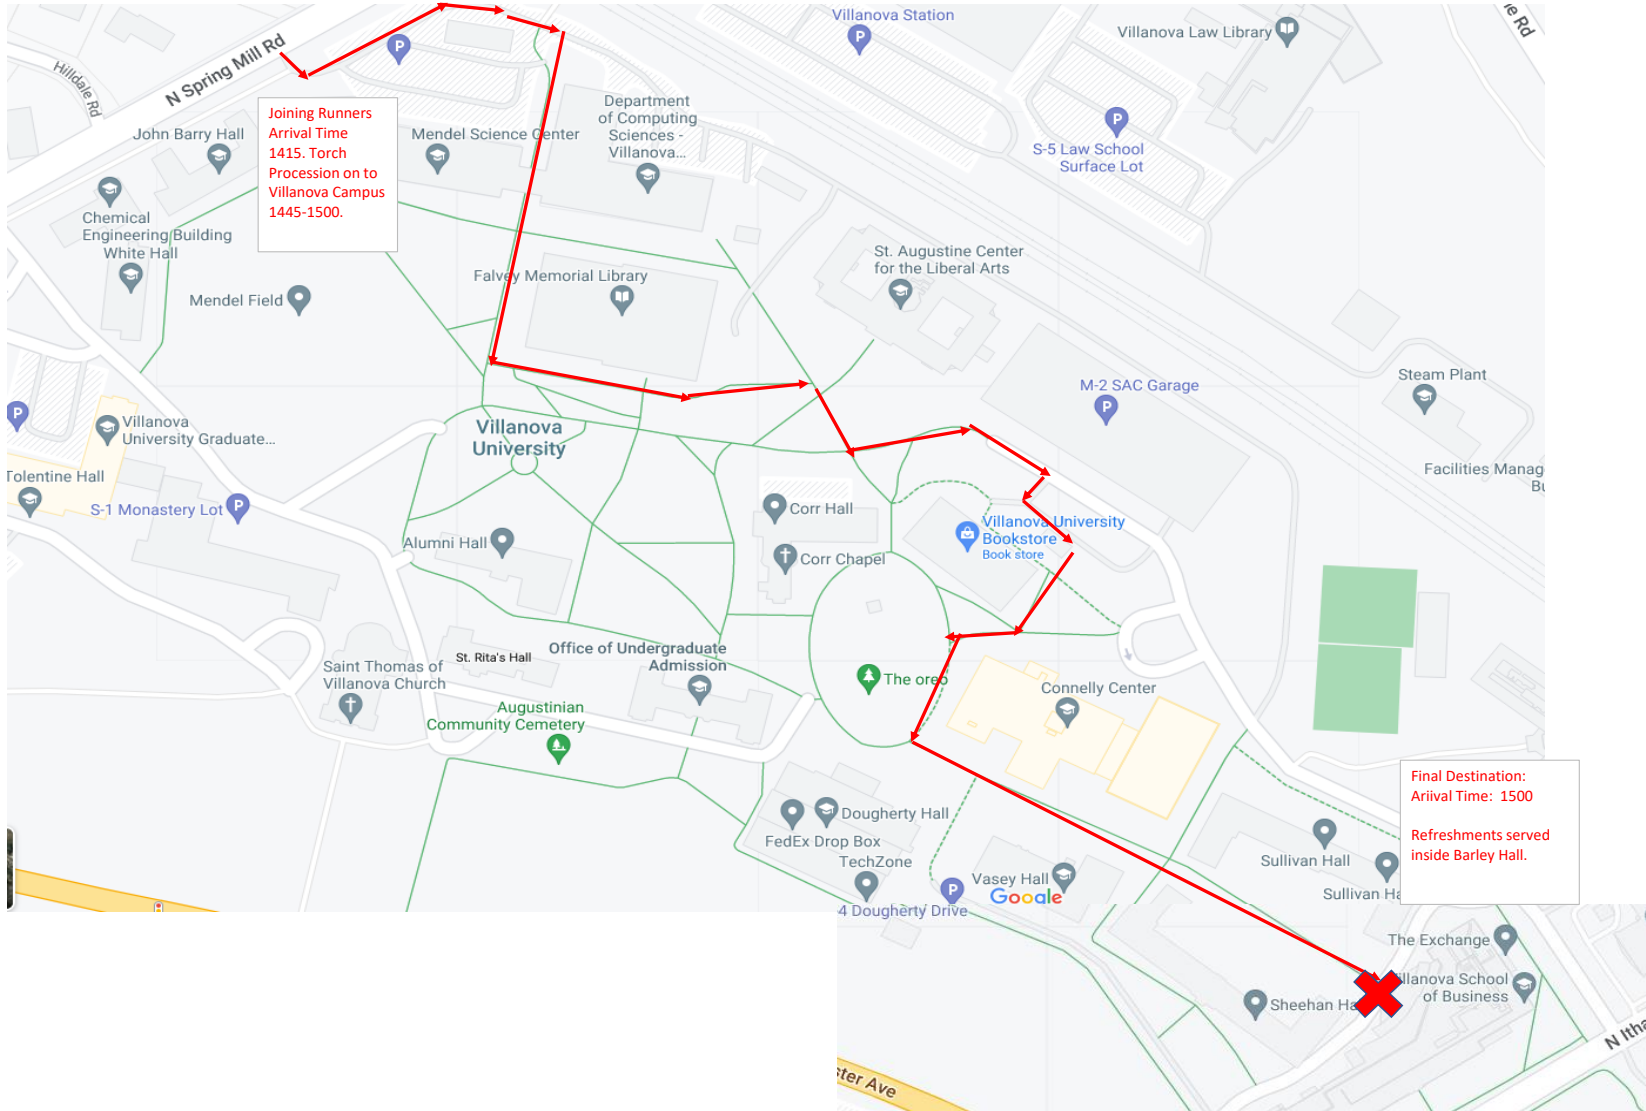 Villanova Station
Villanova Law Library
le Rd
N Spring Mill Rd
Hilldale Rd
P
P
P
Joining Runners
Arrival Time
1415. Torch
Procession on to
Villanova Campus
1445-1500.
John Barry Hall
Mendel Science Center
Department
of Computing
Sciences -
Villanova...
S-5 Law School
Surface Lot
Chemical
Engineering Building
White Hall
Mendel Field
Falvey Memorial Library
St. Augustine Center
for the Liberal Arts
M-2 SAC Garage
P
Steam Plant
P
Villanova
University Graduate...
Villanova
University
Tolentine Hall
S-1 Monastery Lot
P
Facilities Manag
Bu
Corr Hall
Alumni Hall
Corr Chapel
Villanova University
Bookstore
Book store
St. Rita's Hall
Office of Undergraduate
Admission
Saint Thomas of
Villanova Church
Augustinian
Community Cemetery
The oreo
Connelly Center
Final Destination:
Ariival Time: 1500
Refreshments served
inside Barley Hall.
Dougherty Hall
FedEx Drop Box
TechZone
Sullivan Hall
Sullivan Ha
Vasey Hall
Google
P
4 Dougherty Drive
The Exchange
illanova School
of Business
Sheehan Ha
N Itha
ster Ave